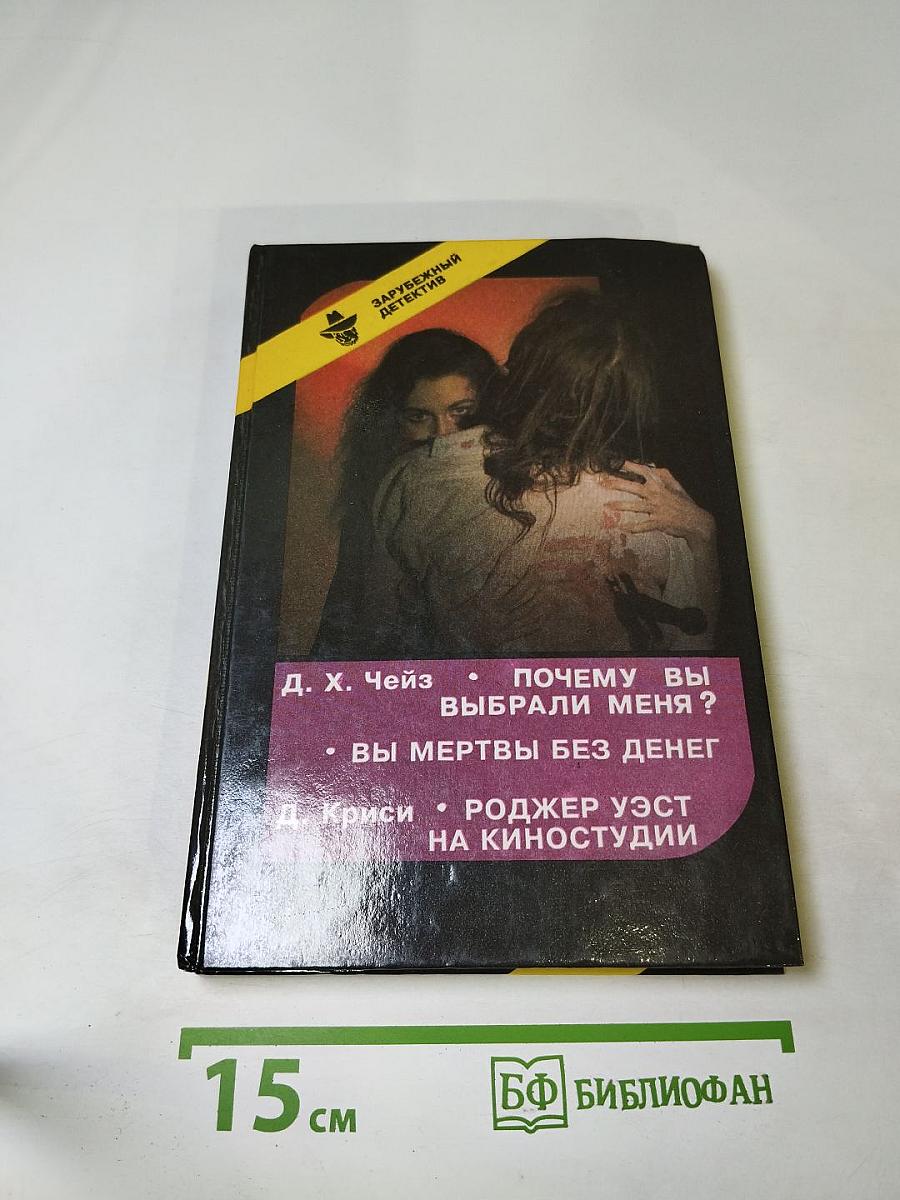 ЗАРУБЕЖНЫЙ
ДЕТЕКТИВ
Д. Х. Чейз • ПОЧЕМУ ВЫ
ВЫБРАЛИ МЕНЯ?
• ВЫ МЕРТВЫ БЕЗ ДЕНЕГ
Д. Криси • РОДЖЕР УЭСТ
НА КИНОСТУДИИ
15 см
БФ БИБЛИОФАН